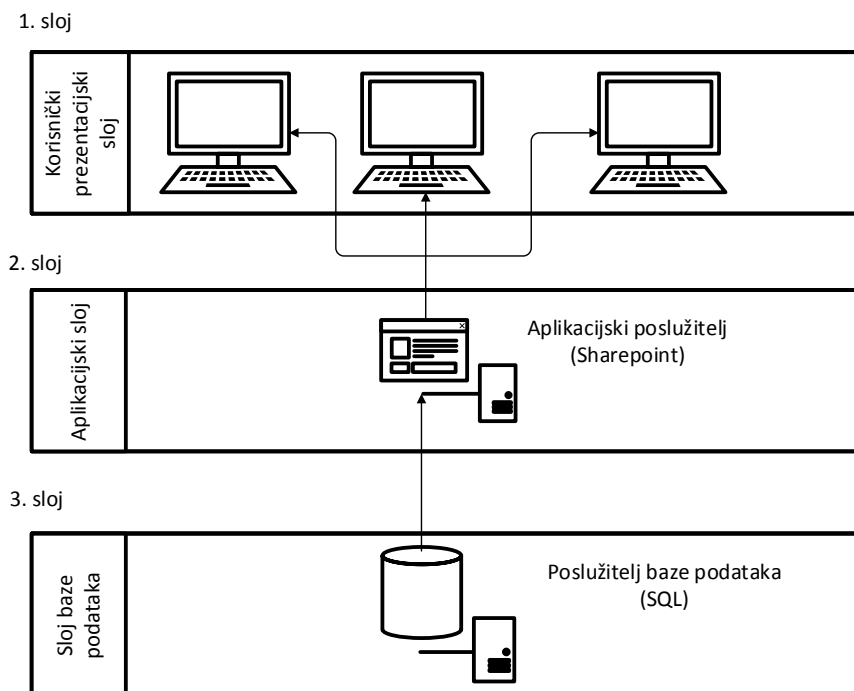 1. sloj
Korisnički
prezentacijski
sloj
2. sloj
Aplikacijski sloj
Aplikacijski poslužitelj
(Sharepoint)
3. sloj
Sloj baze
podataka
Poslužitelj baze podataka
(SQL)